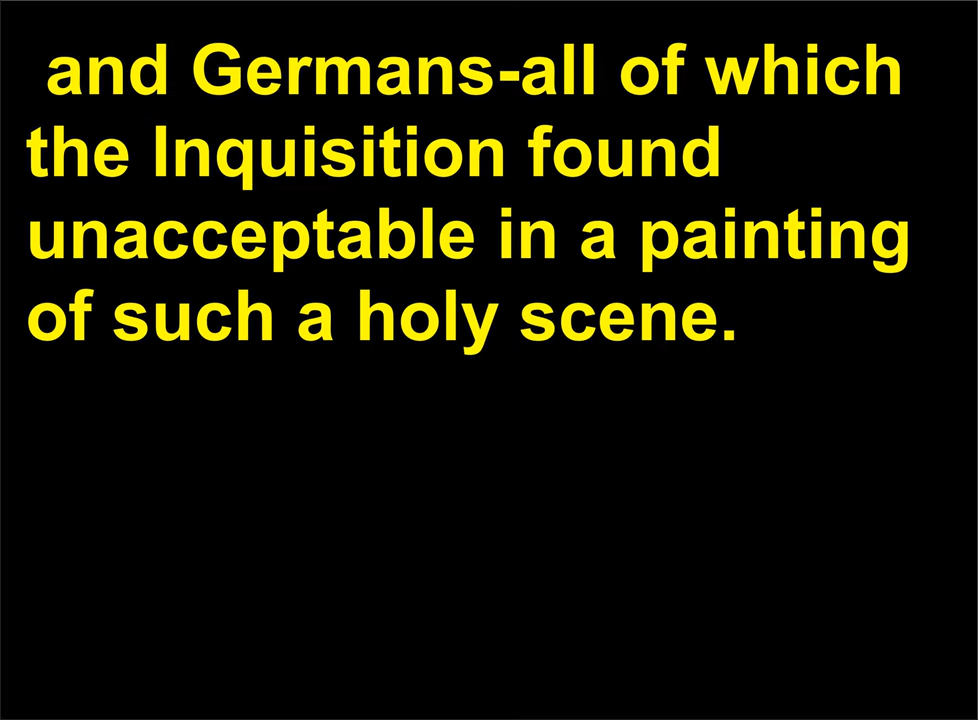 and Germans-all of which
the Inquisition found
unacceptable in a painting
of such a holy scene.